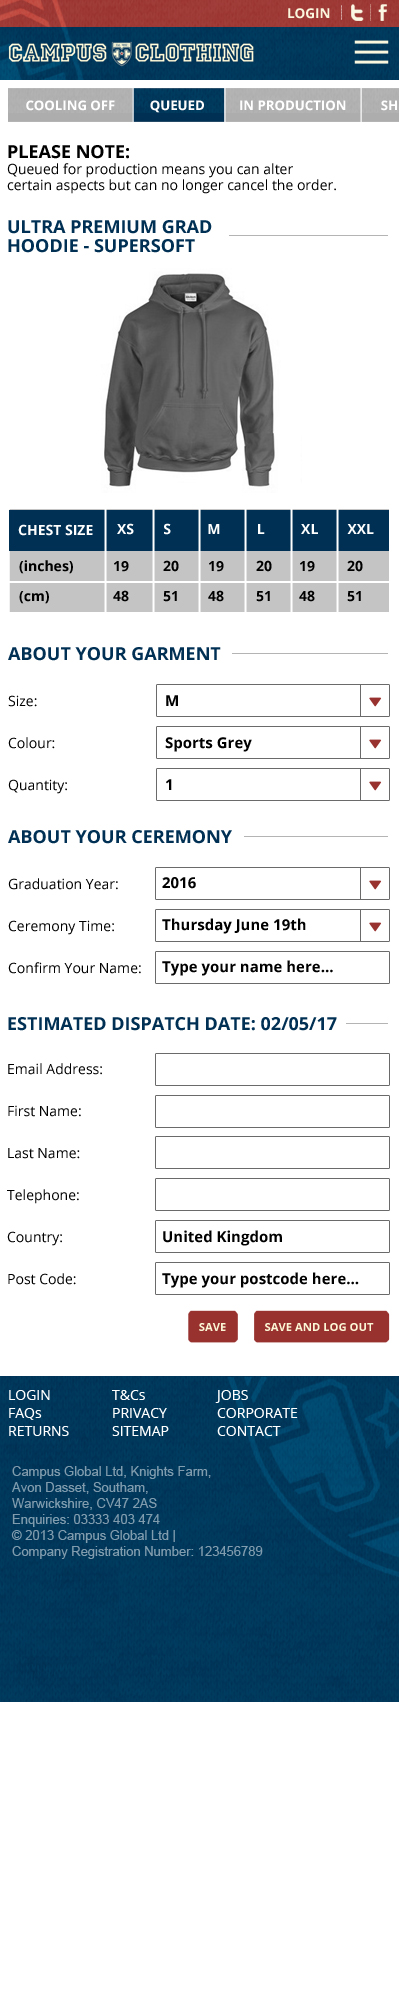 LOGIN
CAMPUS CLOTHING
COOLING OFF QUEUED IN PRODUCTION SH
PLEASE NOTE:
Queued for production means you can alter
certain aspects but can no longer cancel the order.
ULTRA PREMIUM GRAD
HOODIE - SUPERSOFT
CHEST SIZE XS S M L XL XXL
(inches) 19 20 19 20 19 20
(cm) 48 51 48 51 48 51
ABOUT YOUR GARMENT
Size: M
Colour: Sports Grey
Quantity: 1
ABOUT YOUR CEREMONY
Graduation Year: 2016
Ceremony Time: Thursday June 19th
Confirm Your Name: Type your name here...
ESTIMATED DISPATCH DATE: 02/05/17
Email Address:
First Name:
Last Name:
Telephone:
Country: United Kingdom
Post Code: Type your postcode here...
SAVE SAVE AND LOG OUT
LOGIN T&Cs JOBS
FAQs PRIVACY CORPORATE
RETURNS SITEMAP CONTACT
Campus Global Ltd, Knights Farm,
Avon Dasset, Southam,
Warwickshire, CV47 2AS
Enquiries: 03333 403 474
© 2013 Campus Global Ltd |
Company Registration Number: 123456789